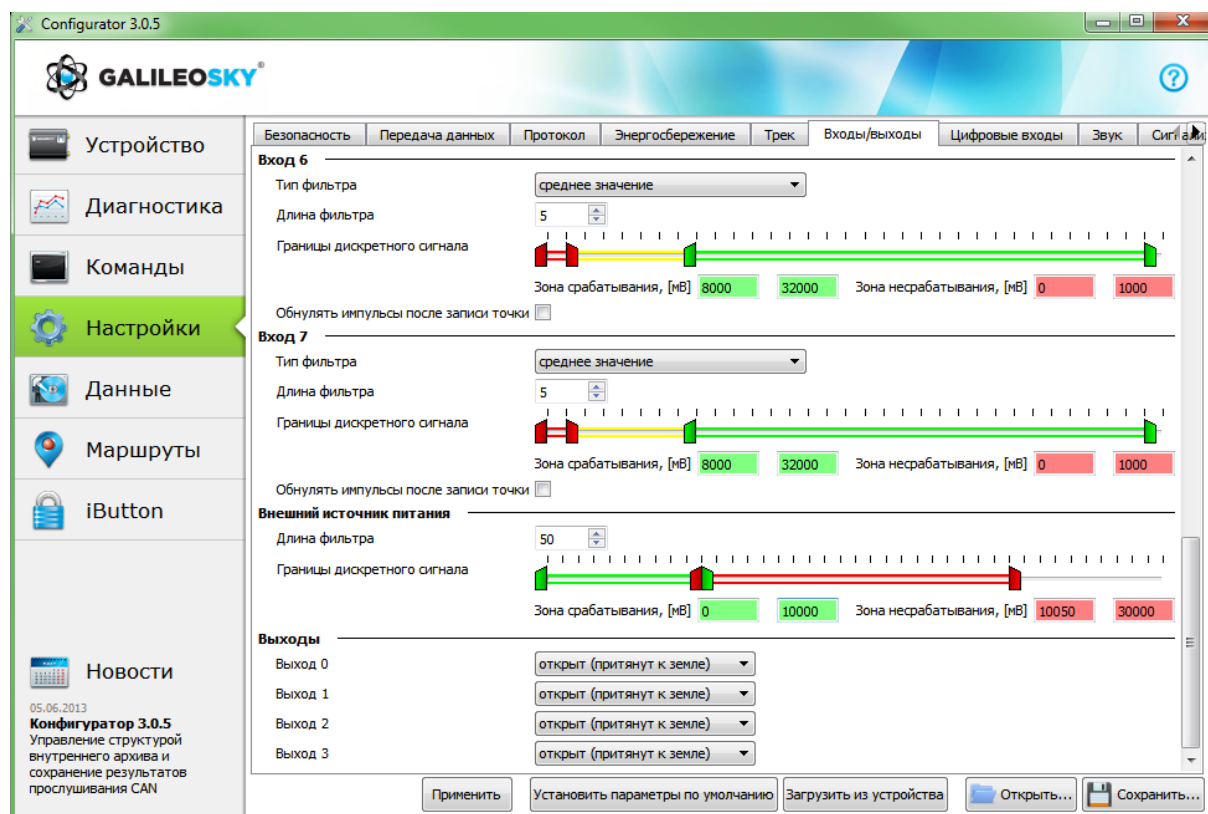 Configurator 3.0.5
GALILEOSKY®
Устройство
Диагностика
Команды
Настройки
Данные
Маршруты
iButton
Новости
05.06.2013
Конфигуратор 3.0.5
Управление структурой
внутреннего архива и
сохранение результатов
прослушивания CAN
Безопасность Передача данных Протокол Энергосбережение Трек Входы/выходы Цифровые входы Звук
Вход 6
Тип фильтра среднее значение
Длина фильтра 5
Границы дискретного сигнала
Зона срабатывания, [мВ] 8000 32000 Зона несрабатывания, [мВ] 0 1000
Обнулять импульсы после записи точки
Вход 7
Тип фильтра среднее значение
Длина фильтра 5
Границы дискретного сигнала
Зона срабатывания, [мВ] 8000 32000 Зона несрабатывания, [мВ] 0 1000
Обнулять импульсы после записи точки
Внешний источник питания
Длина фильтра 50
Границы дискретного сигнала
Зона срабатывания, [мВ] 0 10000 Зона несрабатывания, [мВ] 10050 30000
Выходы
Выход 0 открыт (притянут к земле)
Выход 1 открыт (притянут к земле)
Выход 2 открыт (притянут к земле)
Выход 3 открыт (притянут к земле)
Применить Установить параметры по умолчанию Загрузить из устройства Открыть... Сохранить...